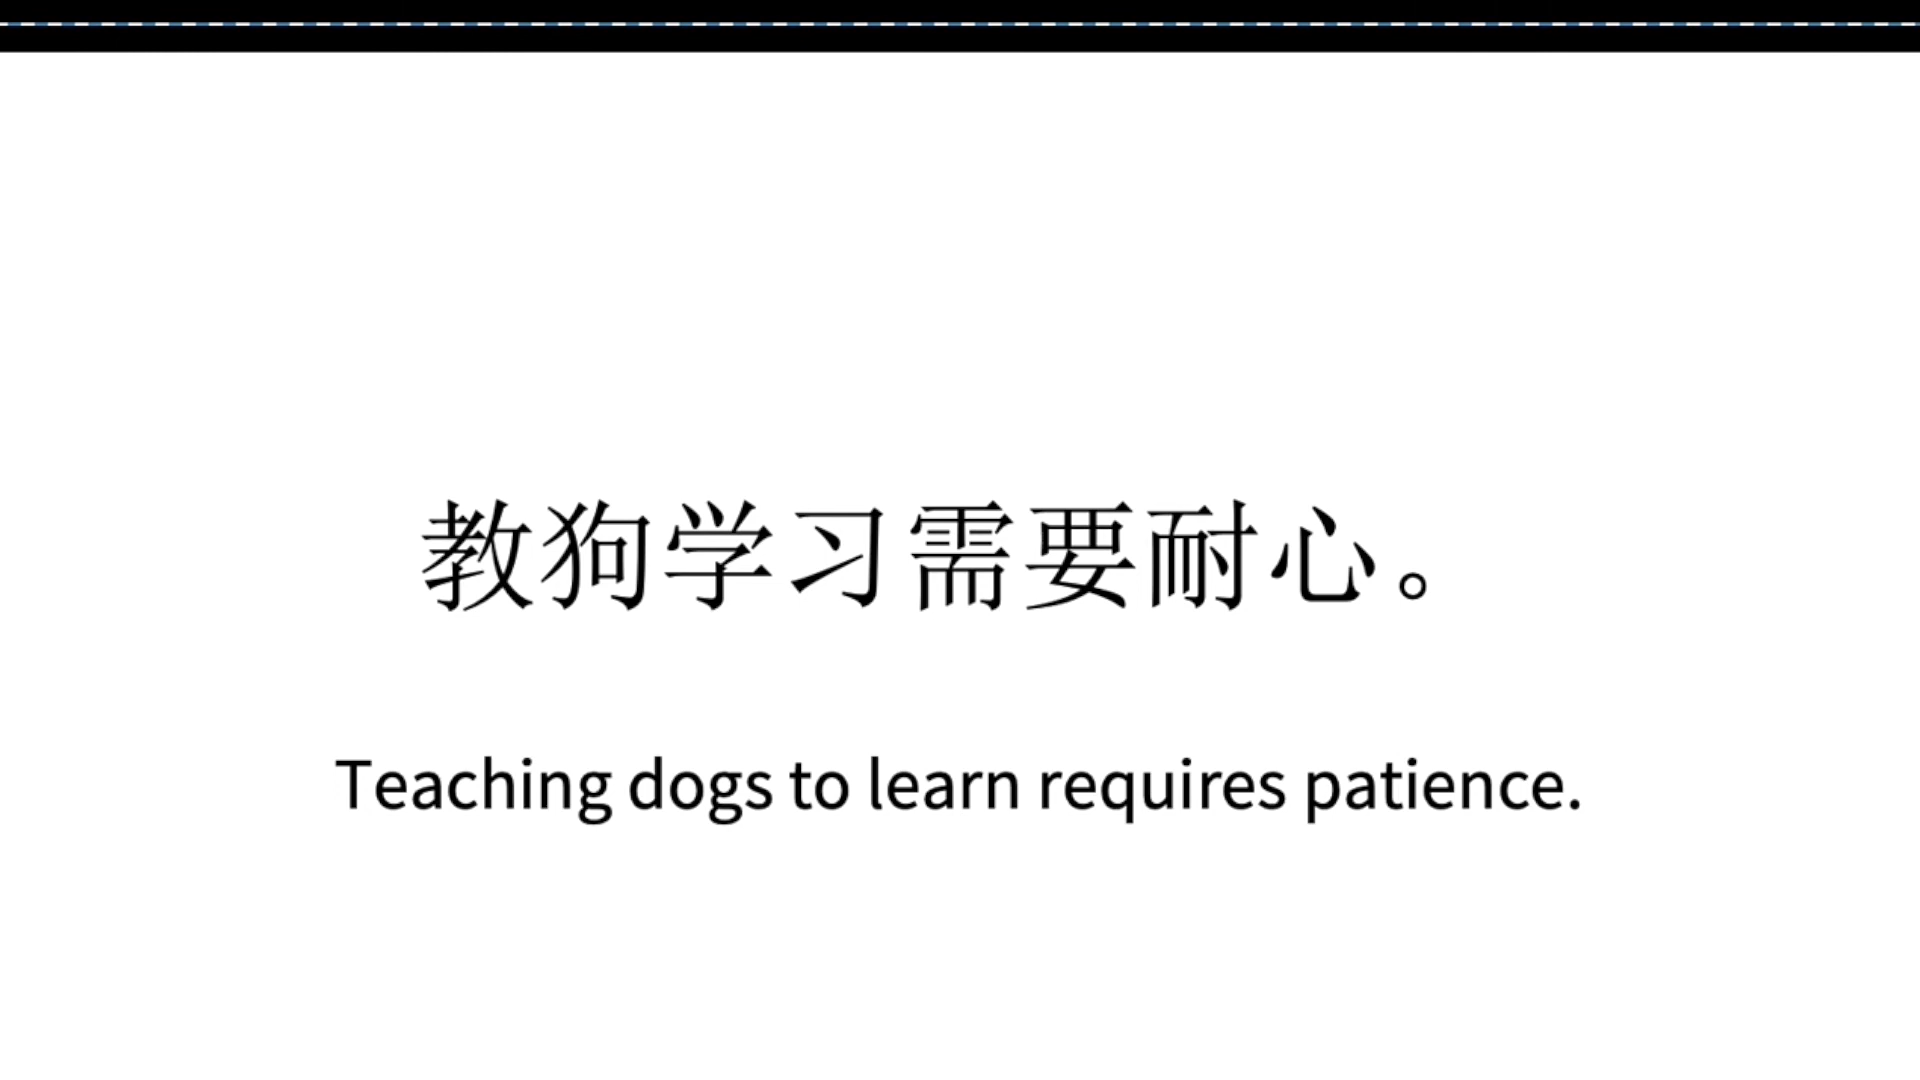 教狗学习需要耐心。
Teaching dogs to learn requires patience.